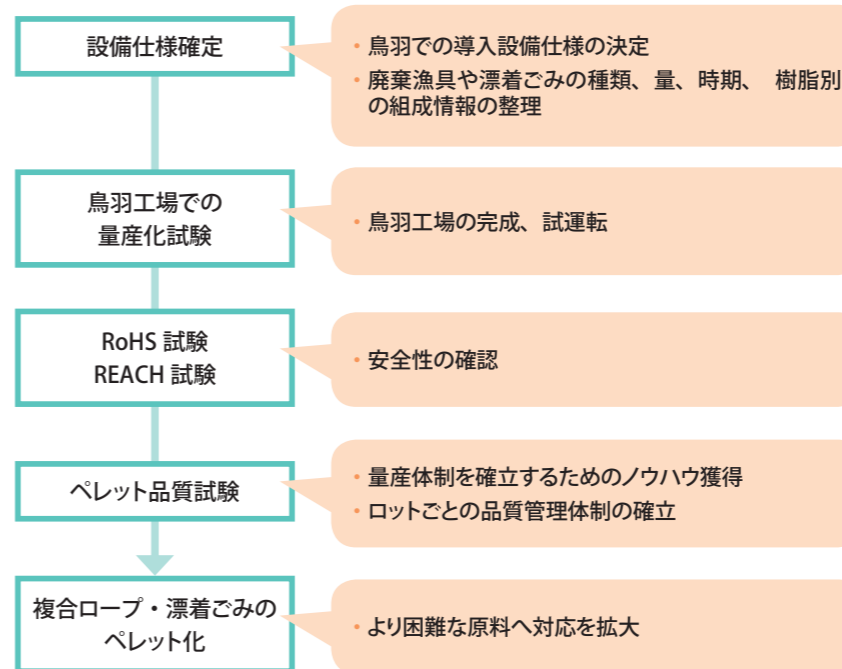 設備仕様確定
・鳥羽での導入設備仕様の決定
・廃棄漁具や漂着ごみの種類、量、時期、 樹脂別
の組成情報の整理
鳥羽工場での
量産化試験
・鳥羽工場の完成、試運転
RoHS 試験
REACH 試験
・安全性の確認
ペレット品質試験
・量産体制を確立するためのノウハウ獲得
・ロットごとの品質管理体制の確立
複合ロープ・漂着ごみの
ペレット化
・より困難な原料へ対応を拡大